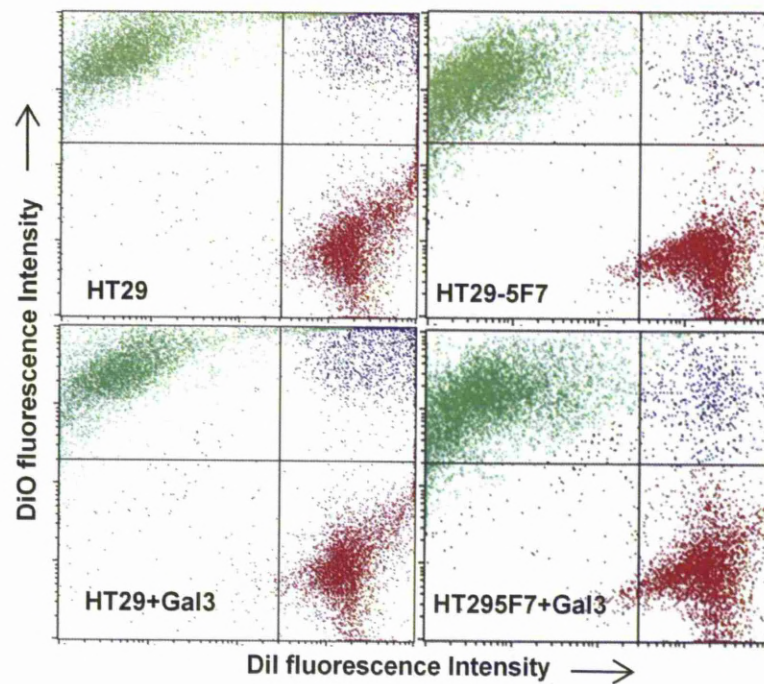 DiO fluorescence Intensity
HT29
HT29-5F7
HT29+Gal3
HT295F7+Gal3
DiI fluorescence Intensity